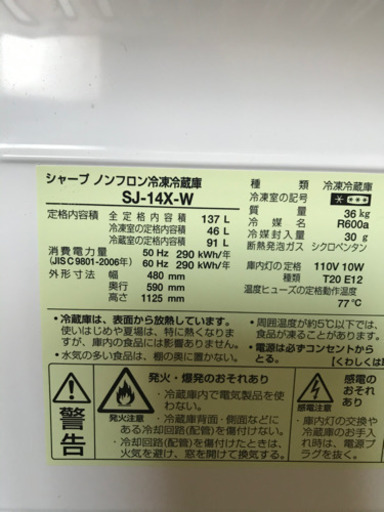 シャープ ノンフロン冷凍冷蔵庫
SJ-14X-W
定格内容積 全定格内容積 137 L
冷凍室の定格内容積 46 L
冷蔵室の定格内容積 91 L
消費電力量 50 Hz 290 kWh/年
(JIS C 9801-2006年) 60 Hz 290 kWh/年
外形寸法 幅 480 mm
奥行 590 mm
高さ 1125 mm
種類 冷凍冷蔵庫
冷凍室の記号
質量 36 kg
冷媒 R600a
冷媒封入量 30 g
断熱発泡ガス シクロペンタン
庫内灯の定格 110V 10W
種類 T20 E12
温度ヒューズの定格動作温度
77℃
・冷蔵庫は、表面から放熱しています。
使いはじめや夏場は、特に熱くなります
が、庫内の食品には影響ありません。
・水気の多い食品は、棚の奥に置かない。
・周囲温度が約5℃以下では、
食品が凍ることがあります
・電源は必ずコンセントから
とる。 【くわしくは
警告
発火注意
発火・爆発のおそれあり
・冷蔵庫内で電気製品を使
わない。
・冷蔵庫背面・側面などに
ある冷却回路(配管)を傷付けない。
・冷却回路(配管)を傷付けたときは、
火気を避け、窓を開けて換気する。
感電注意
感電の
おそれあり
・庫内灯の交換
や冷蔵庫のお手入
れ時は、電源プ
ラグを抜く。